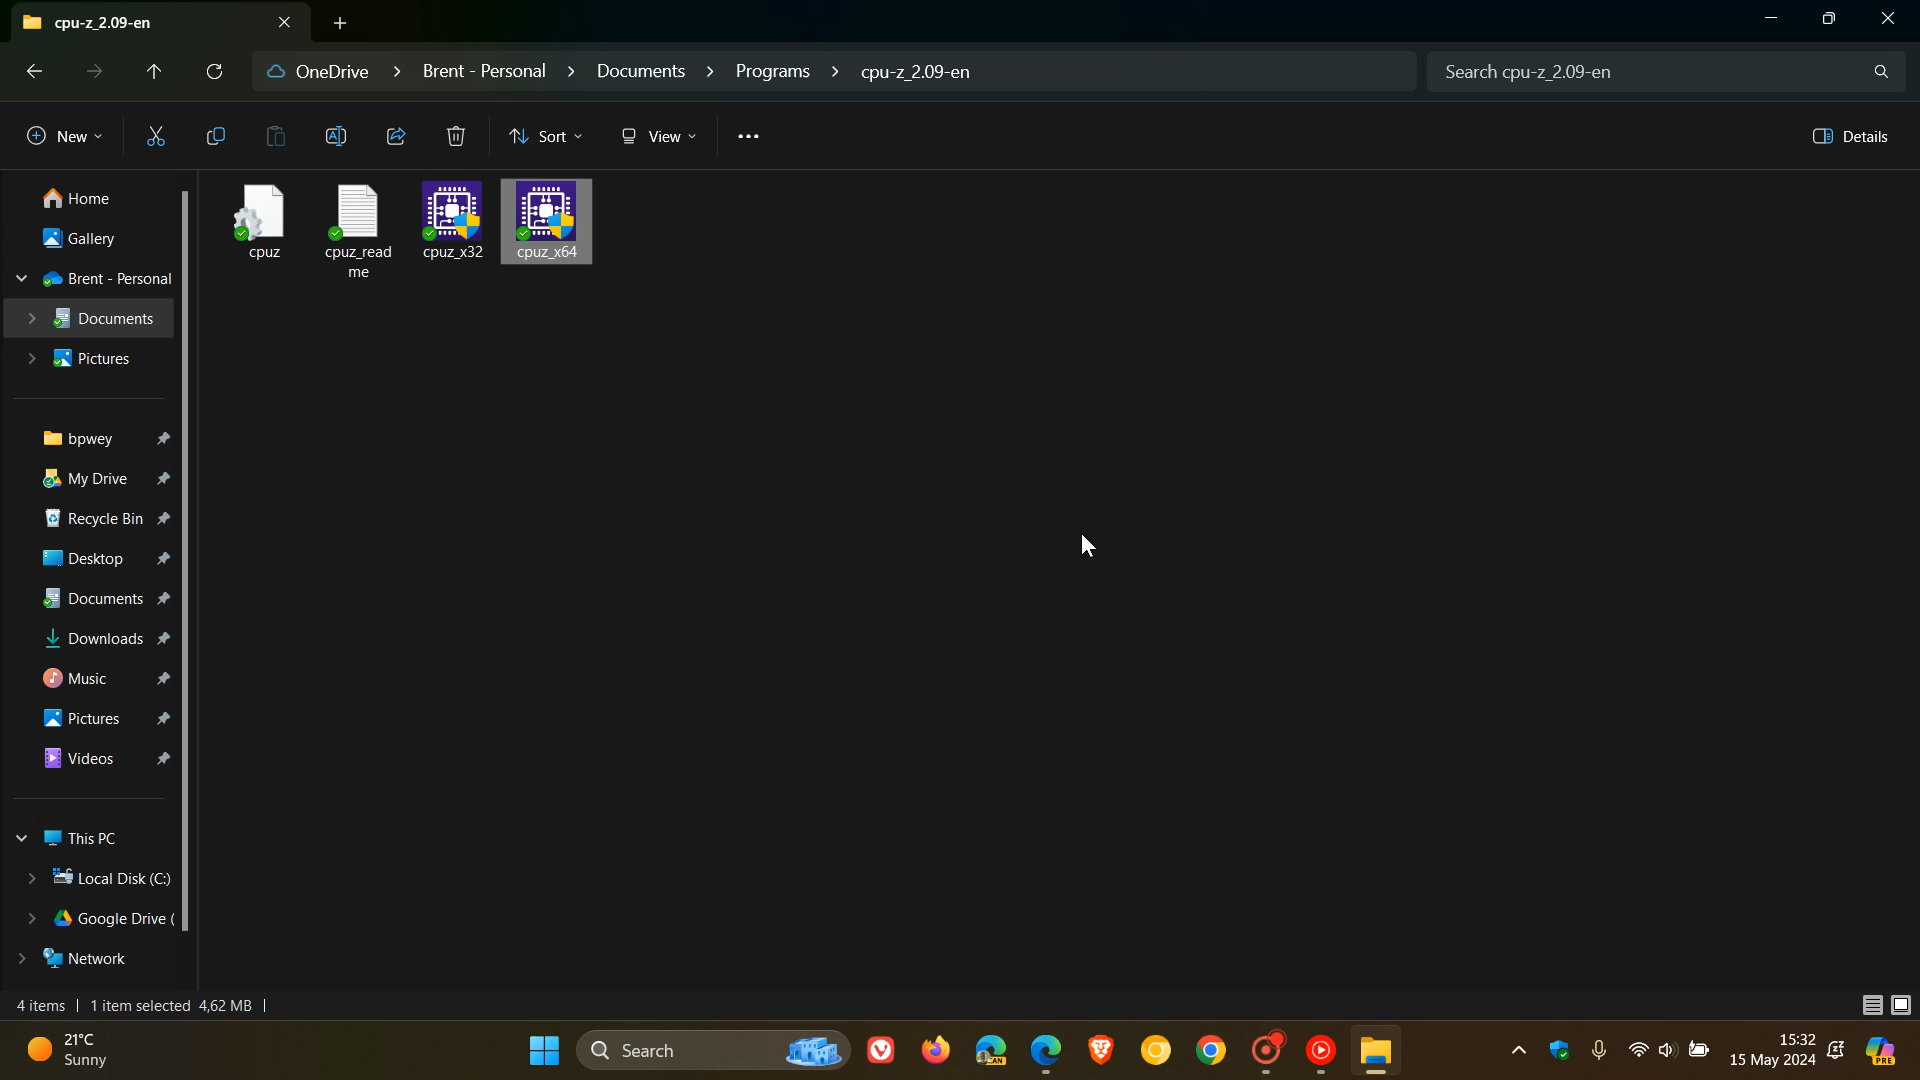 cpu-z_2.09-en
OneDrive
Brent - Personal
Documents
Programs
cpu-z_2.09-en
Search cpu-z_2.09-en
New
Sort
View
Details
Home
Gallery
Brent - Personal
Documents
Pictures
bpwey
My Drive
Recycle Bin
Desktop
Documents
Downloads
Music
Pictures
Videos
This PC
Local Disk (C:)
Google Drive (
Network
cpuz
cpuz_read
me
cpuz_x32
cpuz_x64
4 items
1 item selected 4,62 MB
21°C
Sunny
Search
CAN
15:32
15 May 2024
PRE